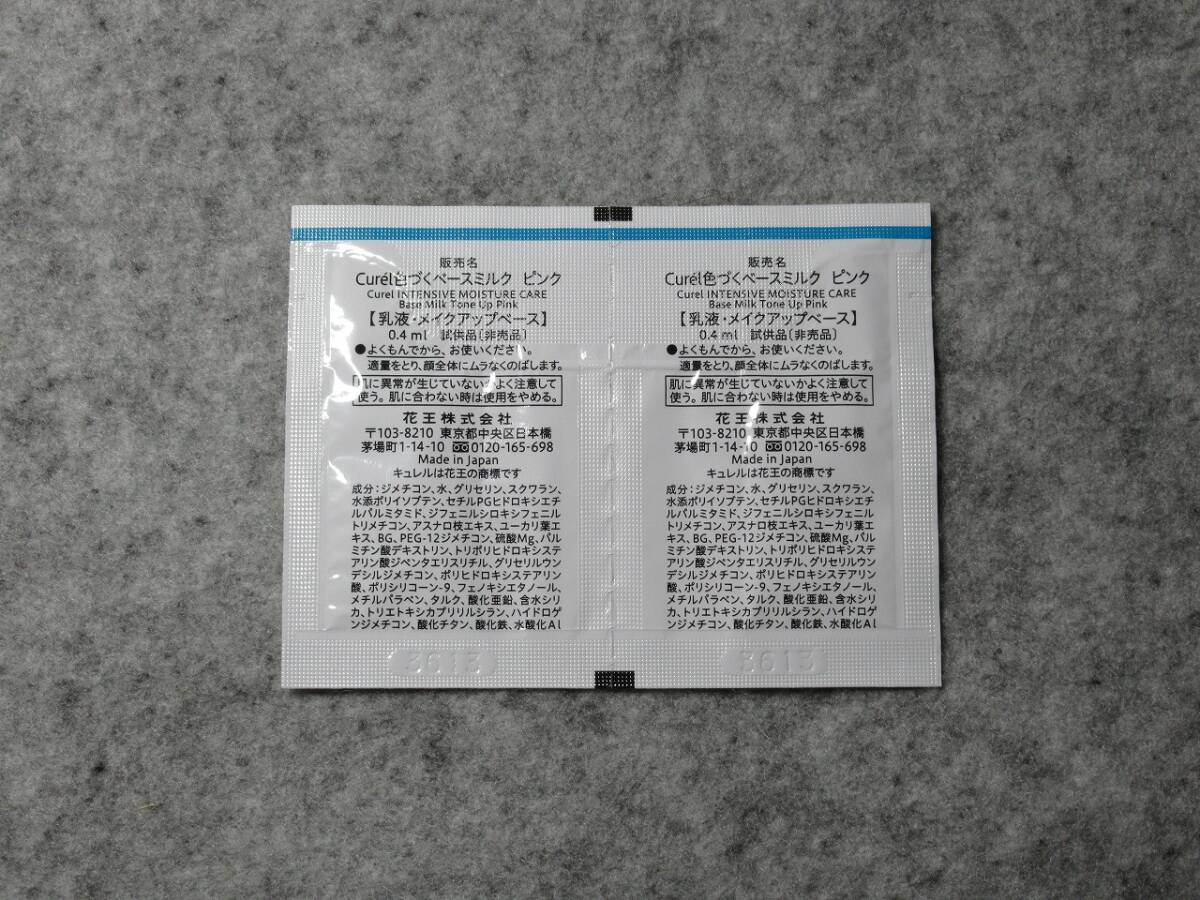 販売名
Curél色づくベースミルク ピンク
Curel INTENSIVE MOISTURE CARE
Base Milk Tone Up Pink
【乳液・メイクアップベース】
0.4ml 試供品〔非売品〕
●よくもんでから、お使いください。
適量をとり、顔全体にムラなくのばします。
肌に異常が生じていないかよく注意して
使う。肌に合わない時は使用をやめる。
花王株式会社
〒103-8210 東京都中央区日本橋
茅場町1-14-10 0120-165-698
Made in Japan
キュレルは花王の商標です
成分：ジメチコン、水、グリセリン、スクワラン、
水添ポリイソブテン、セチルPGヒドロキシエチ
ルパルミタミド、ジフェニルシロキシフェニル
トリメチコン、アスナロ枝エキス、ユーカリ葉エ
キス、BG、PEG-12ジメチコン、硫酸Mg、パル
ミチン酸デキストリン、トリポリヒドロキシステ
アリン酸ジペンタエリスリチル、グリセリルウン
デシルジメチコン、ポリヒドロキシステアリン
酸、ポリシリコーン-9、フェノキシエタノール、
メチルパラベン、タルク、酸化亜鉛、含水シリ
カ、トリエトキシカプリリルシラン、ハイドロゲ
ンジメチコン、酸化チタン、酸化鉄、水酸化Al
3613
販売名
Curél色づくベースミルク ピンク
Curel INTENSIVE MOISTURE CARE
Base Milk Tone Up Pink
【乳液・メイクアップベース】
0.4ml 試供品〔非売品〕
●よくもんでから、お使いください。
適量をとり、顔全体にムラなくのばします。
肌に異常が生じていないかよく注意して
使う。肌に合わない時は使用をやめる。
花王株式会社
〒103-8210 東京都中央区日本橋
茅場町1-14-10 0120-165-698
Made in Japan
キュレルは花王の商標です
成分：ジメチコン、水、グリセリン、スクワラン、
水添ポリイソブテン、セチルPGヒドロキシエチ
ルパルミタミド、ジフェニルシロキシフェニル
トリメチコン、アスナロ枝エキス、ユーカリ葉エ
キス、BG、PEG-12ジメチコン、硫酸Mg、パル
ミチン酸デキストリン、トリポリヒドロキシステ
アリン酸ジペンタエリスリチル、グリセリルウン
デシルジメチコン、ポリヒドロキシステアリン
酸、ポリシリコーン-9、フェノキシエタノール、
メチルパラベン、タルク、酸化亜鉛、含水シリ
カ、トリエトキシカプリリルシラン、ハイドロゲ
ンジメチコン、酸化チタン、酸化鉄、水酸化Al
3613